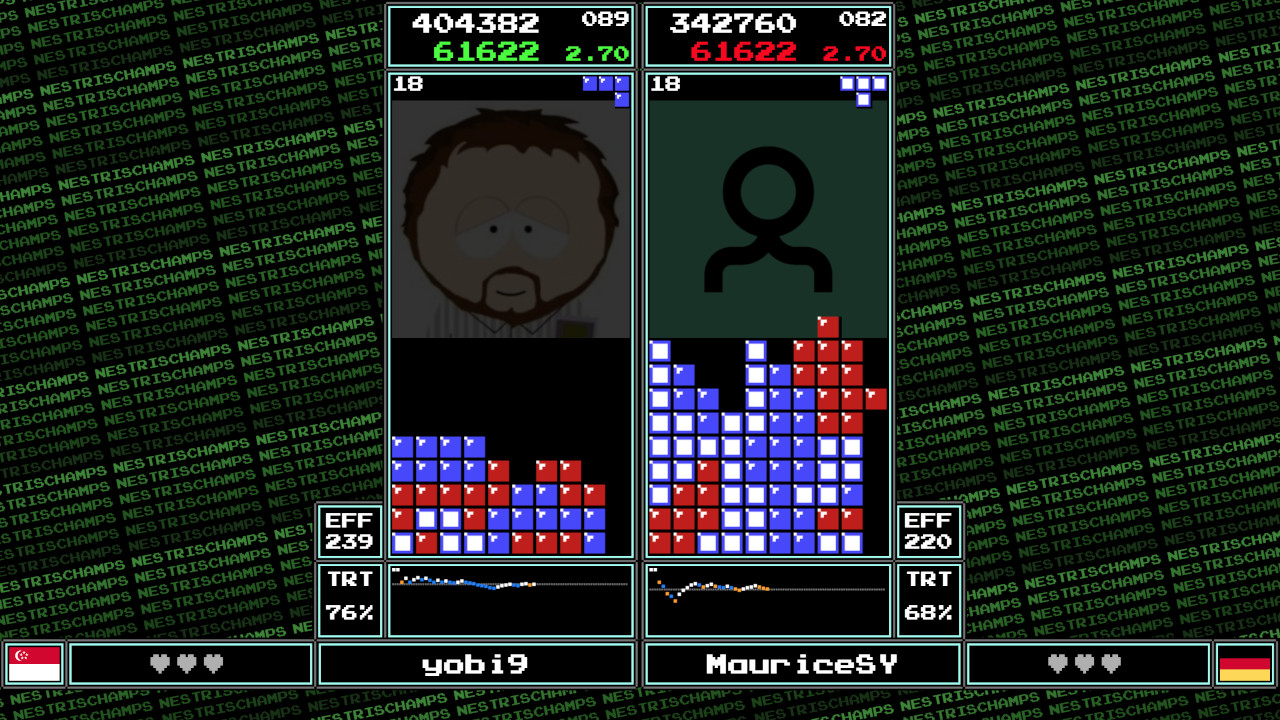 404382 089
61622 2.70
18
342760 082
61622 2.70
18
EFF
239
TRT
76%
EFF
220
TRT
68%
yobi9
MauriceSY
NESTRISCHAMPS